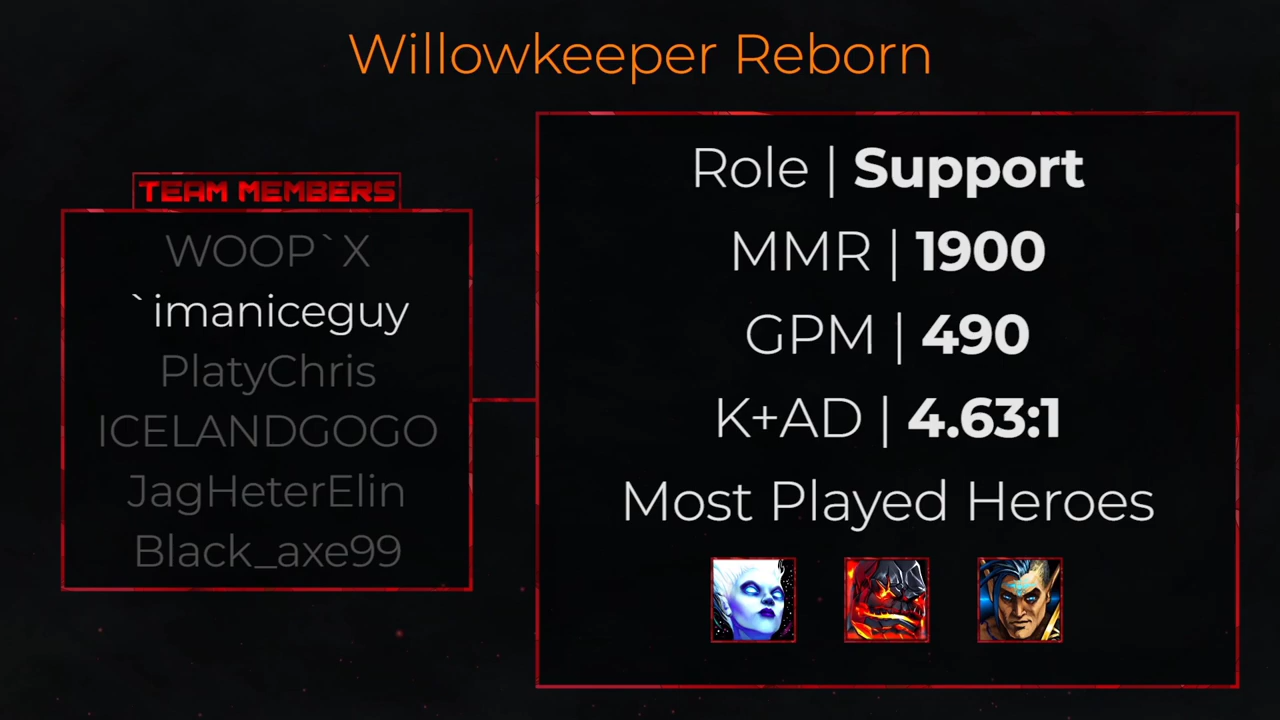 Willowkeeper Reborn
TEAM MEMBERS
WOOP`X
`imaniceguy
PlatyChris
ICELANDGOGO
JagHeterElin
Black_axe99
Role | Support
MMR | 1900
GPM | 490
K+AD | 4.63:1
Most Played Heroes